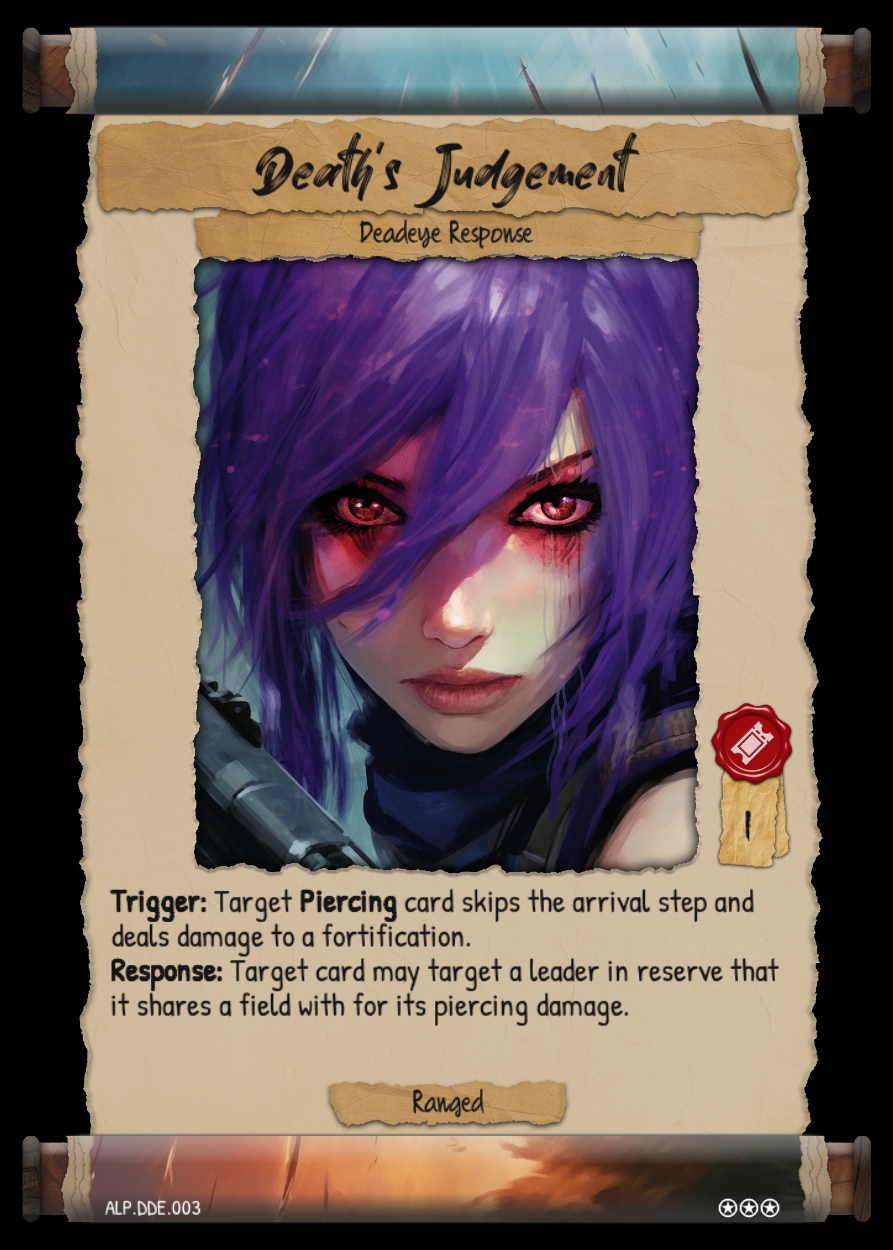 Death's Judgement
Deadeye Response
1
Trigger: Target Piercing card skips the arrival step and
deals damage to a fortification.
Response: Target card may target a leader in reserve that
it shares a field with for its piercing damage.
Ranged
ALP.DDE.003